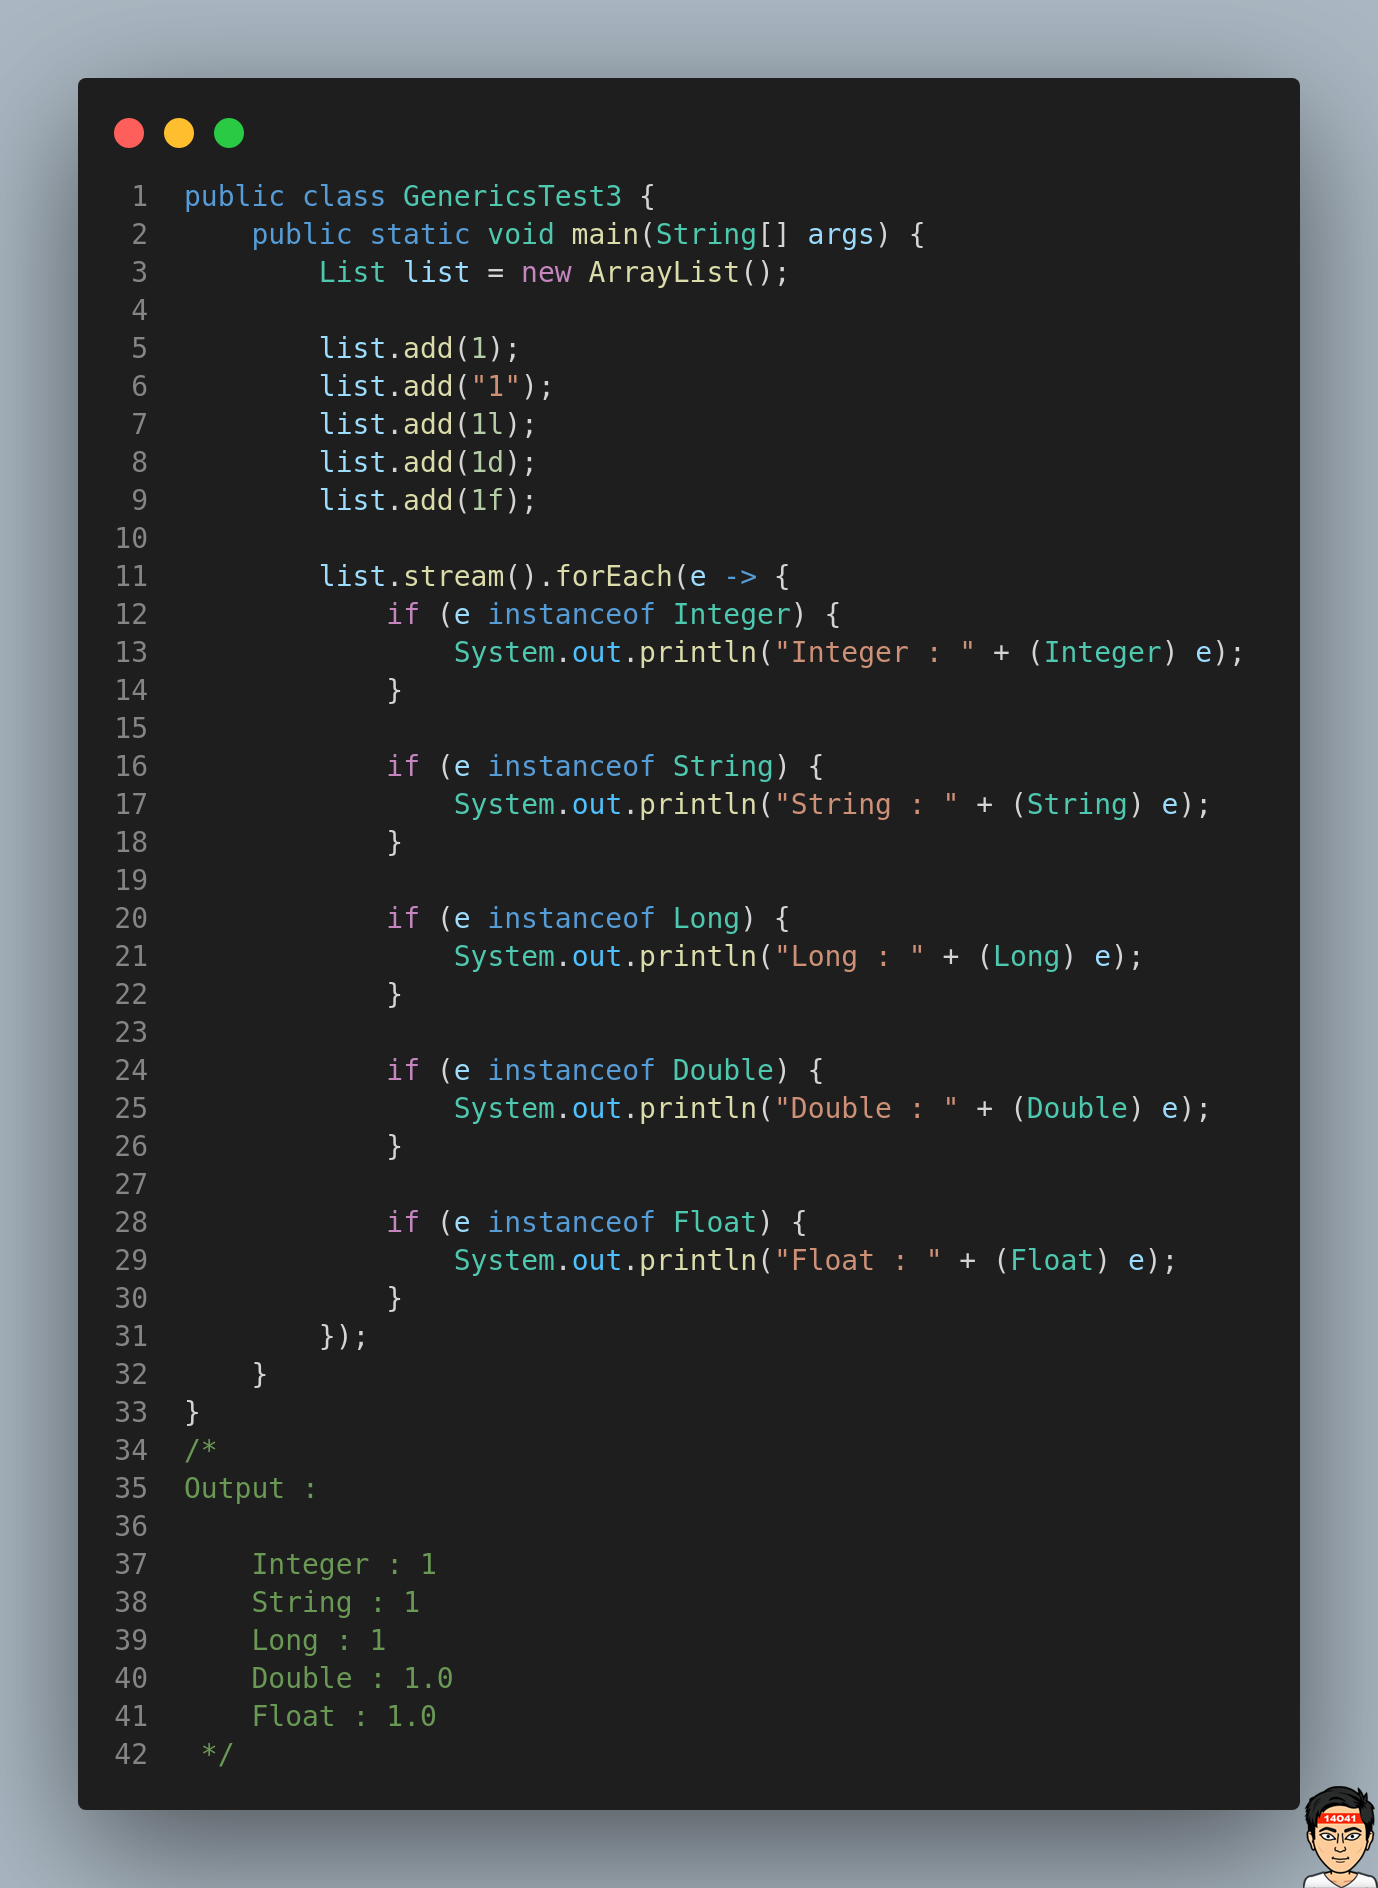 1 public class GenericsTest3 {
2     public static void main(String[] args) {
3         List list = new ArrayList();
4
5         list.add(1);
6         list.add("1");
7         list.add(1l);
8         list.add(1d);
9         list.add(1f);
10
11         list.stream().forEach(e -> {
12             if (e instanceof Integer) {
13                 System.out.println("Integer : " + (Integer) e);
14             }
15
16             if (e instanceof String) {
17                 System.out.println("String : " + (String) e);
18             }
19
20             if (e instanceof Long) {
21                 System.out.println("Long : " + (Long) e);
22             }
23
24             if (e instanceof Double) {
25                 System.out.println("Double : " + (Double) e);
26             }
27
28             if (e instanceof Float) {
29                 System.out.println("Float : " + (Float) e);
30             }
31         });
32     }
33 }
34 /*
35 Output :
36
37     Integer : 1
38     String : 1
39     Long : 1
40     Double : 1.0
41     Float : 1.0
42  */
14041